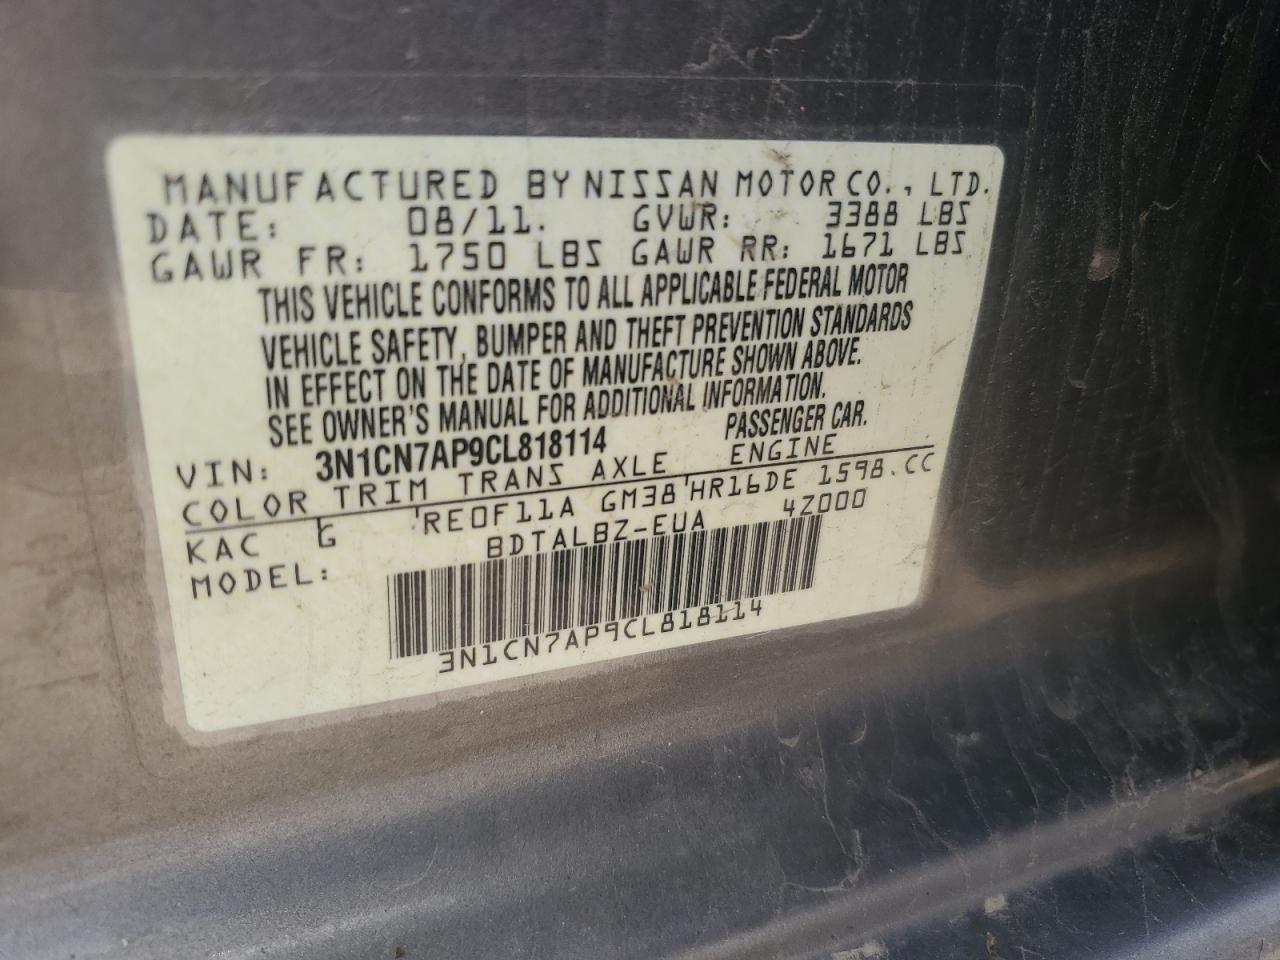 MANUFACTURED BY NISSAN MOTOR CO., LTD.
DATE: 08/11. GVWR: 3388 LBS
GAWR FR: 1750 LBS GAWR RR: 1671 LBS
THIS VEHICLE CONFORMS TO ALL APPLICABLE FEDERAL MOTOR
VEHICLE SAFETY, BUMPER AND THEFT PREVENTION STANDARDS
IN EFFECT ON THE DATE OF MANUFACTURE SHOWN ABOVE.
SEE OWNER'S MANUAL FOR ADDITIONAL INFORMATION.
VIN: 3N1CN7AP9CL818114 PASSENGER CAR.
COLOR TRIM TRANS AXLE ENGINE
KAC G RE0F11A GM38 HR16DE 1598.CC
MODEL: BDTALBZ-EUA 4Z000
3N1CN7AP9CL818114